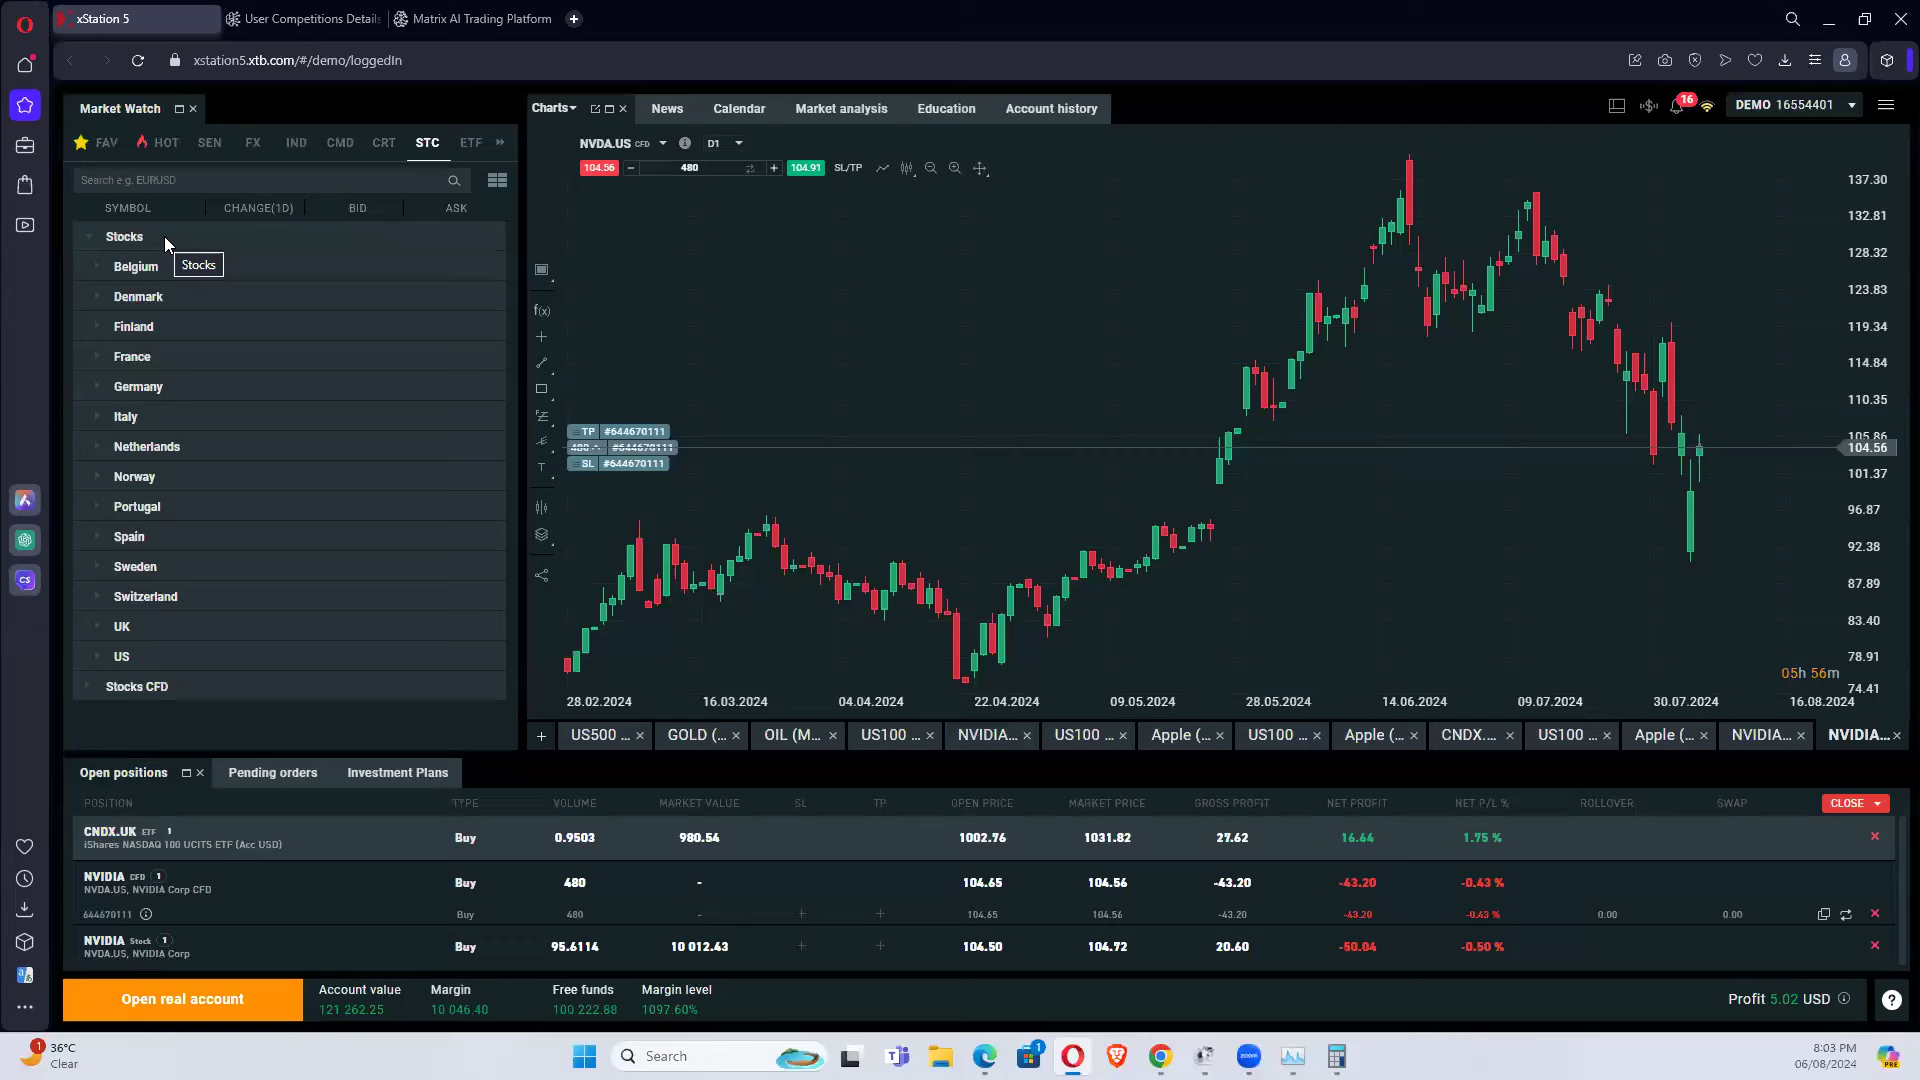 xStation 5
User Competitions Details
Matrix AI Trading Platform
xstation5.xtb.com/#/demo/loggedIn
Market Watch
Charts
News
Calendar
Market analysis
Education
Account history
16
DEMO 16554401
FAV
HOT
SEN
FX
IND
CMD
CRT
STC
ETF
NVDA.US CFD
D1
104.56
480
104.91
SL/TP
Search e.g. EURUSD
SYMBOL
CHANGE(1D)
BID
ASK
Stocks
Stocks
Belgium
Denmark
Finland
France
Germany
Italy
Netherlands
Norway
Portugal
Spain
Sweden
Switzerland
UK
US
Stocks CFD
f(x)
T
TP #644670111
480 #644670111
SL #644670111
137.30
132.81
128.32
123.83
119.34
114.84
110.35
105.86
104.56
101.37
96.87
92.38
87.89
83.40
78.91
74.41
05h 56m
28.02.2024
16.03.2024
04.04.2024
22.04.2024
09.05.2024
28.05.2024
14.06.2024
09.07.2024
30.07.2024
16.08.2024
US500 ...
GOLD (...
OIL (M...
US100 ...
NVIDIA...
US100 ...
Apple (...
US100 ...
Apple (...
CNDX....
US100 ...
Apple (...
NVIDIA...
NVIDIA...
Open positions
Pending orders
Investment Plans
POSITION TYPE VOLUME MARKET VALUE SL TP OPEN PRICE MARKET PRICE GROSS PROFIT NET PROFIT NET P/L % ROLLOVER SWAP CLOSE
CNDX.UK ETF 1 Buy 0.9503 980.54 1002.76 1031.82 27.62 16.64 1.75 %
iShares NASDAQ 100 UCITS ETF (Acc USD)
NVIDIA CFD 1 Buy 480 - 104.65 104.56 -43.20 -43.20 -0.43 %
NVDA.US, NVIDIA Corp CFD
644670111 Buy 480 - 104.65 104.56 -43.20 -43.20 -0.43 % 0.00 0.00
NVIDIA Stock 1 Buy 95.6114 10 012.43 104.50 104.72 20.60 -50.04 -0.50 %
NVDA.US, NVIDIA Corp
Open real account
Account value
121 262.25
Margin
10 046.40
Free funds
100 222.88
Margin level
1097.60%
Profit 5.02 USD
?
CS
1
36°C
Clear
Search
1
zoom
8:03 PM
06/08/2024
PRE